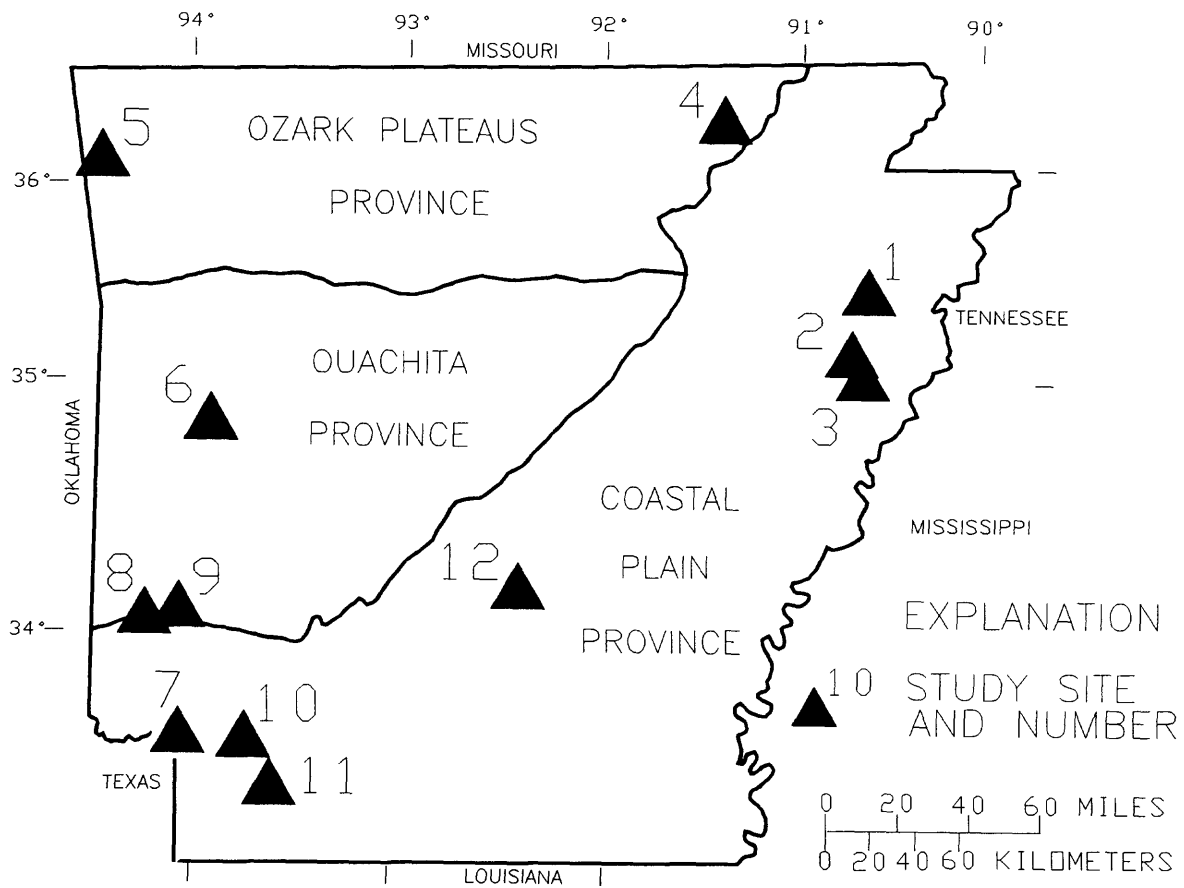 94° 93° 92° 91° 90°
MISSOURI
5
4
OZARK PLATEAUS
PROVINCE
36°
1
TENNESSEE
2
3
35°
OUACHITA
PROVINCE
6
OKLAHOMA
COASTAL
PLAIN
PROVINCE
MISSISSIPPI
12
8 9
34°
7 10
11
TEXAS
LOUISIANA
EXPLANATION
10 STUDY SITE
AND NUMBER
0 20 40 60 MILES
0 20 40 60 KILOMETERS